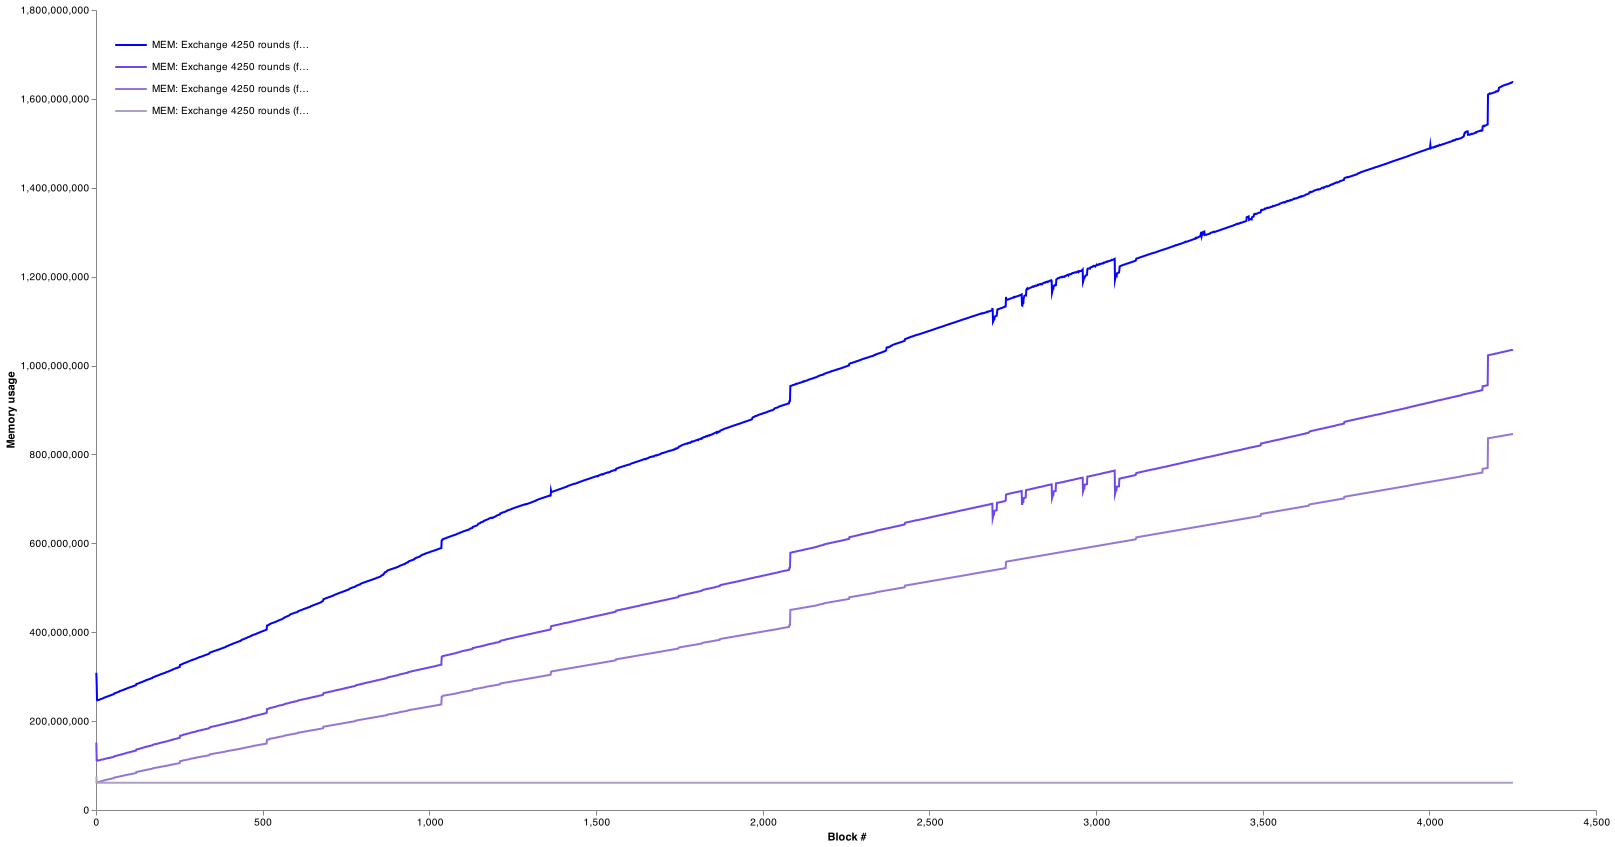 1,800,000,000
1,600,000,000
1,400,000,000
1,200,000,000
1,000,000,000
800,000,000
600,000,000
400,000,000
200,000,000
0
Memory usage
MEM: Exchange 4250 rounds (f...
MEM: Exchange 4250 rounds (f...
MEM: Exchange 4250 rounds (f...
MEM: Exchange 4250 rounds (f...
0 500 1,000 1,500 2,000 2,500 3,000 3,500 4,000 4,500
Block #